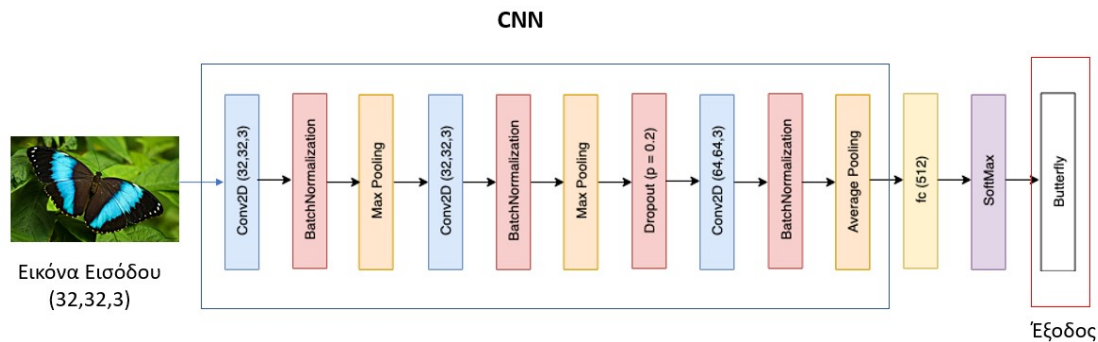 CNN
Conv2D (32,32,3)
BatchNormalization
Max Pooling
Conv2D (32,32,3)
BatchNormalization
Max Pooling
Dropout (p = 0.2)
Conv2D (64,64,3)
BatchNormalization
Average Pooling
fc (512)
SoftMax
Butterfly
Εικόνα Εισόδου
(32,32,3)
Έξοδος